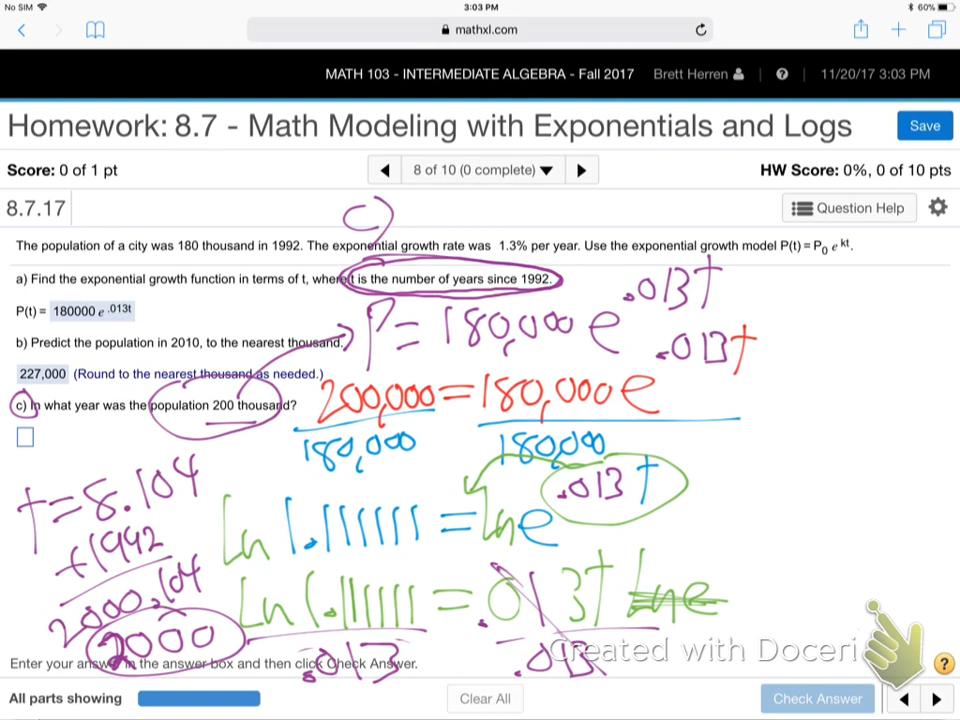 No SIM 3:03 PM 60%
mathxl.com
MATH 103 - INTERMEDIATE ALGEBRA - Fall 2017 Brett Herren ? 11/20/17 3:03 PM
Homework: 8.7 - Math Modeling with Exponentials and Logs Save
Score: 0 of 1 pt 8 of 10 (0 complete) HW Score: 0%, 0 of 10 pts
8.7.17 Question Help
c)
The population of a city was 180 thousand in 1992. The exponential growth rate was 1.3% per year. Use the exponential growth model P(t) = P₀ e^kt.
a) Find the exponential growth function in terms of t, where t is the number of years since 1992.
P(t) = 180000 e^.013t
P = 180,000 e^.013t
b) Predict the population in 2010, to the nearest thousand.
227,000 (Round to the nearest thousand as needed.)
200,000 = 180,000 e^.013t
c) In what year was the population 200 thousand?
180,000 180,000
t = 8.104
ln 1.1111111 = ln e^.013t
+1992
2000.104
ln 1.111111 = .013t ln e
2000
.013 .013
Created with Doceri
Enter your answer in the answer box and then click Check Answer.
?
All parts showing Clear All Check Answer